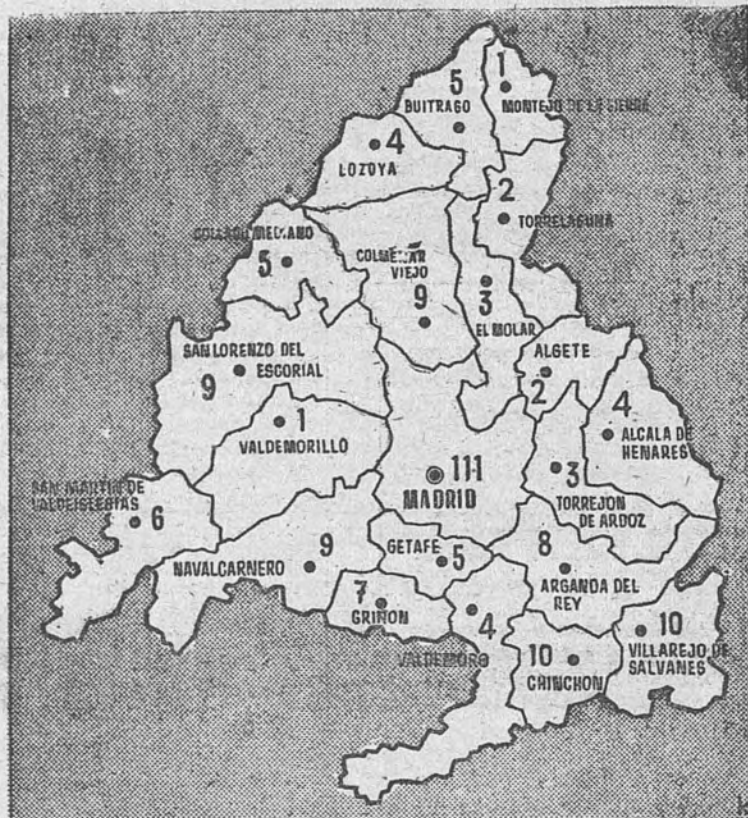 5
BUITRAGO
1
MONTEJO DE LA SIERRA
4
LOZOYA
2
TORRELAGUNA
COLLADO MEDIANO
5
COLMENAR
VIEJO
9
3
EL MOLAR
SAN LORENZO DEL
ESCORIAL
9
ALGETE
2
4
ALCALA DE
HENARES
1
VALDEMORILLO
111
MADRID
3
TORREJON
DE ARDOZ
SAN MARTIN DE
VALDEIGLESIAS
6
9
NAVALCARNERO
GETAFE
5
8
ARGANDA DEL
REY
7
GRIÑON
4
VALDEMORO
10
CHINCHON
10
VILLAREJO DE
SALVANES